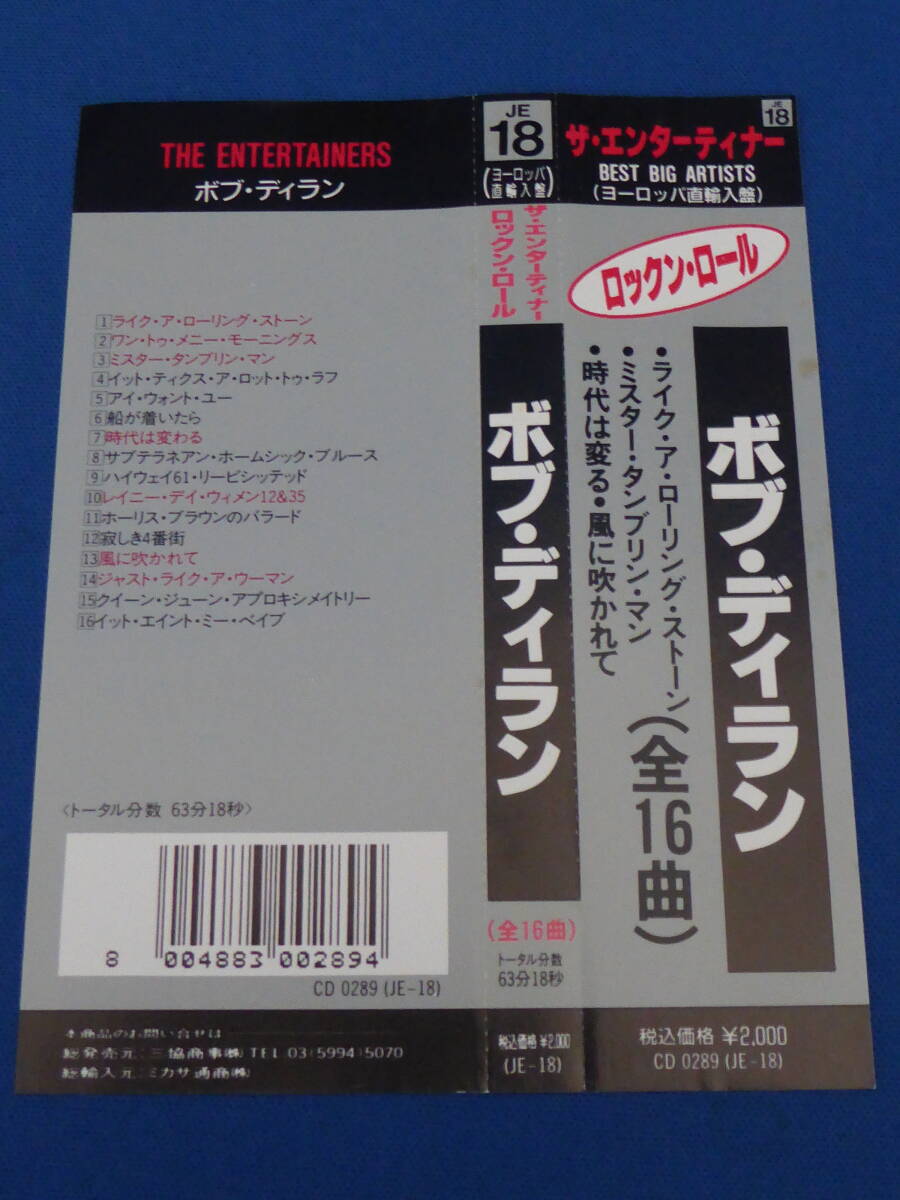 THE ENTERTAINERS
ボブ・ディラン
1 ライク・ア・ローリング・ストーン
2 ワン・トゥ・メニー・モーニングス
3 ミスター・タンブリン・マン
4 イット・ティクス・ア・ロット・トゥ・ラフ
5 アイ・ウォント・ユー
6 船が着いたら
7 時代は変わる
8 サブテラネアン・ホームシック・ブルース
9 ハイウェイ61・リービシッテッド
10 レイニー・デイ・ウィメン12&35
11 ホーリス・ブラウンのバラード
12 寂しき4番街
13 風に吹かれて
14 ジャスト・ライク・ア・ウーマン
15 クイーン・ジューン・アプロキシメイトリー
16 イット・エイント・ミー・ベイブ
〈トータル分数 63分18秒〉
8 004883 002894
CD 0289 (JE-18)
本商品のお問い合せは
総発売元:三協商事㈱ TEL 03(5994)5070
総輸入元:ミカサ通商㈱
JE
18
(ヨーロッパ直輸入盤)
ザ・エンターティナー
ロックン・ロール
ボブ・ディラン
(全16曲)
トータル分数
63分18秒
税込価格 ¥2,000
(JE-18)
JE
18
ザ・エンターティナー
BEST BIG ARTISTS
(ヨーロッパ直輸入盤)
ロックン・ロール
ボブ・ディラン
・ライク・ア・ローリング・ストーン
・ミスター・タンブリン・マン
・時代は変る・風に吹かれて
(全16曲)
税込価格 ¥2,000
CD 0289 (JE-18)